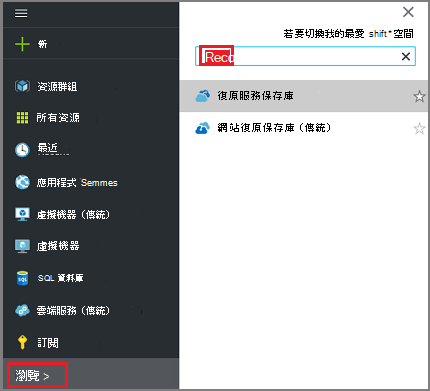 新
資源群組
所有資源
最近
應用程式 Semmes
虛擬機器（傳統）
虛擬機器
SQL 資料庫
雲端服務（傳統）
訂閱
瀏覽 >
若要切換我的最愛 shift*空間
Reco
復原服務保存庫
網站復原保存庫（傳統）